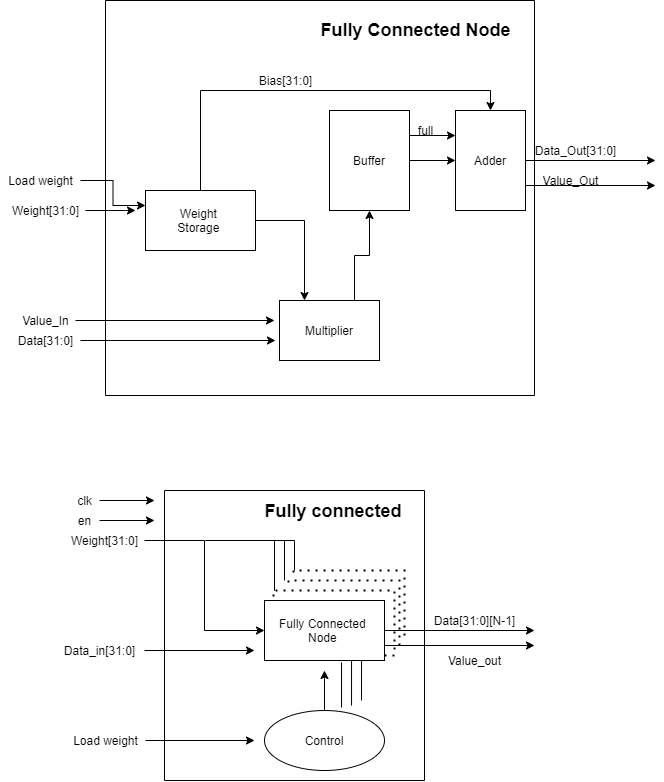 Fully Connected Node
Bias[31:0]
full
Buffer
Adder
Data_Out[31:0]
Value_Out
Load weight
Weight[31:0]
Weight
Storage
Value_In
Data[31:0]
Multiplier
Fully connected
clk
en
Weight[31:0]
Fully Connected
Node
Data[31:0][N-1]
Data_in[31:0]
Value_out
Load weight
Control